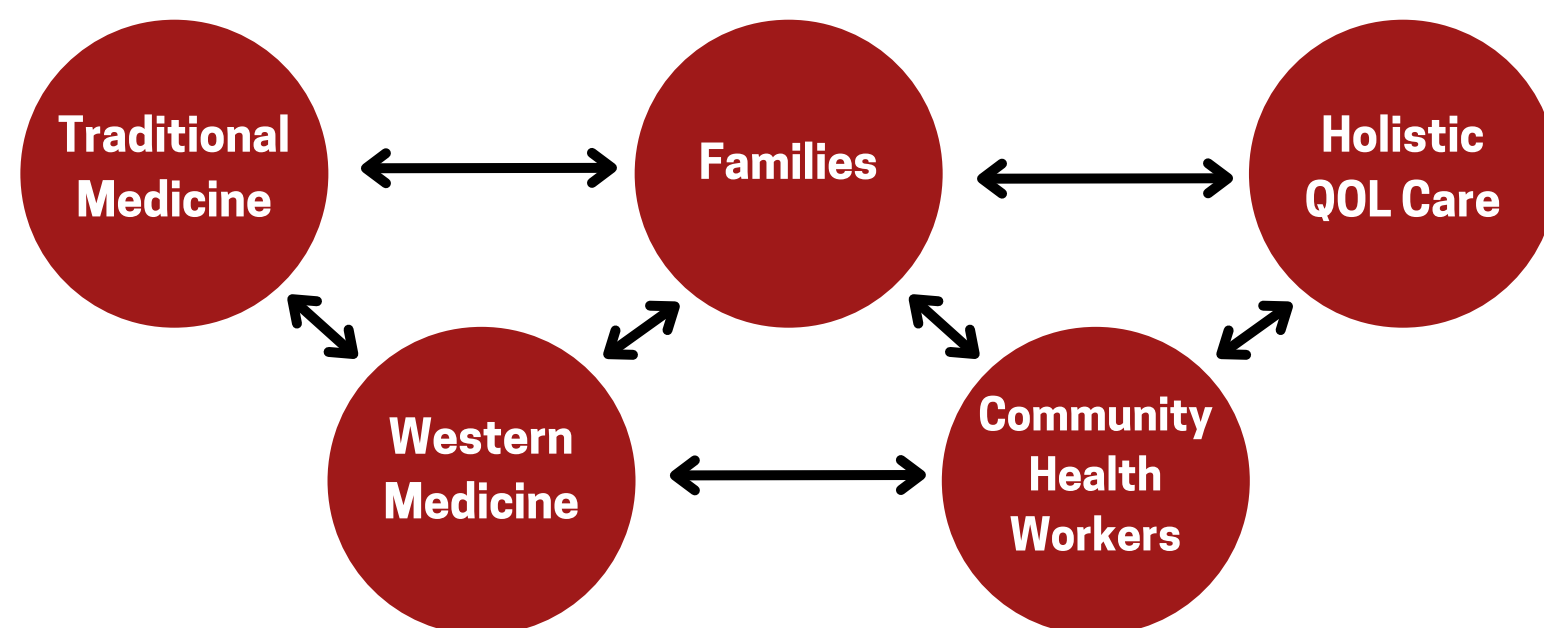 Traditional
Medicine
Families
Holistic
QOL Care
Western
Medicine
Community
Health
Workers